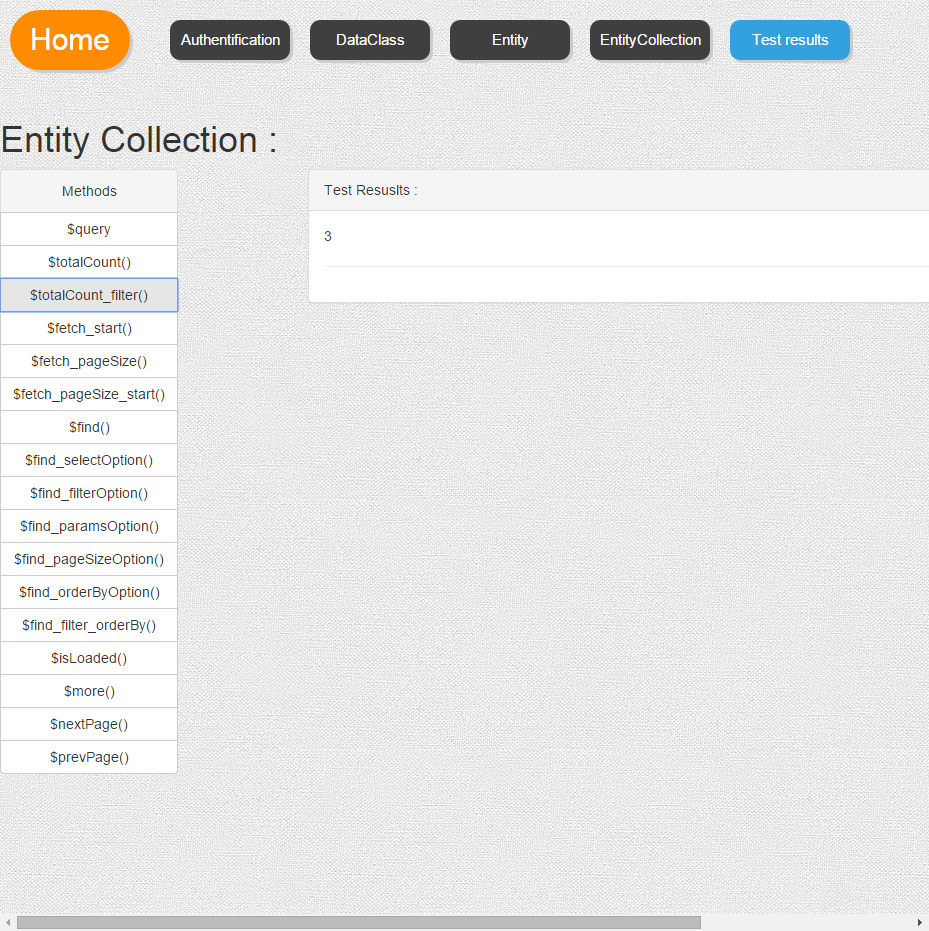 Home
Authentification
DataClass
Entity
EntityCollection
Test results
Entity Collection :
Methods
$query
$totalCount()
$totalCount_filter()
$fetch_start()
$fetch_pageSize()
$fetch_pageSize_start()
$find()
$find_selectOption()
$find_filterOption()
$find_paramsOption()
$find_pageSizeOption()
$find_orderByOption()
$find_filter_orderBy()
$isLoaded()
$more()
$nextPage()
$prevPage()
Test Resuslts :
3